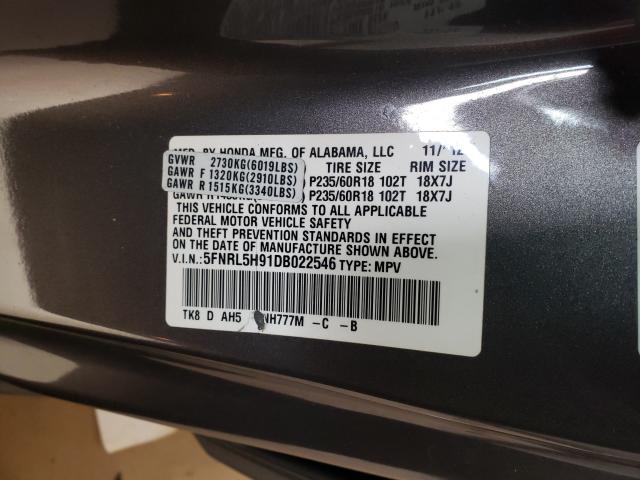 MFD. BY HONDA MFG. OF ALABAMA, LLC 11/12
TIRE SIZE RIM SIZE
GVWR 2730KG(6019LBS)
GAWR F 1320KG(2910LBS) P235/60R18 102T 18X7J
GAWR R 1515KG(3340LBS) P235/60R18 102T 18X7J
GAWR
THIS VEHICLE CONFORMS TO ALL APPLICABLE
FEDERAL MOTOR VEHICLE SAFETY
AND THEFT PREVENTION STANDARDS IN EFFECT
ON THE DATE OF MANUFACTURE SHOWN ABOVE.
V.I.N.: 5FNRL5H91DB022546 TYPE: MPV
TK8 D AH5 NH777M -C -B